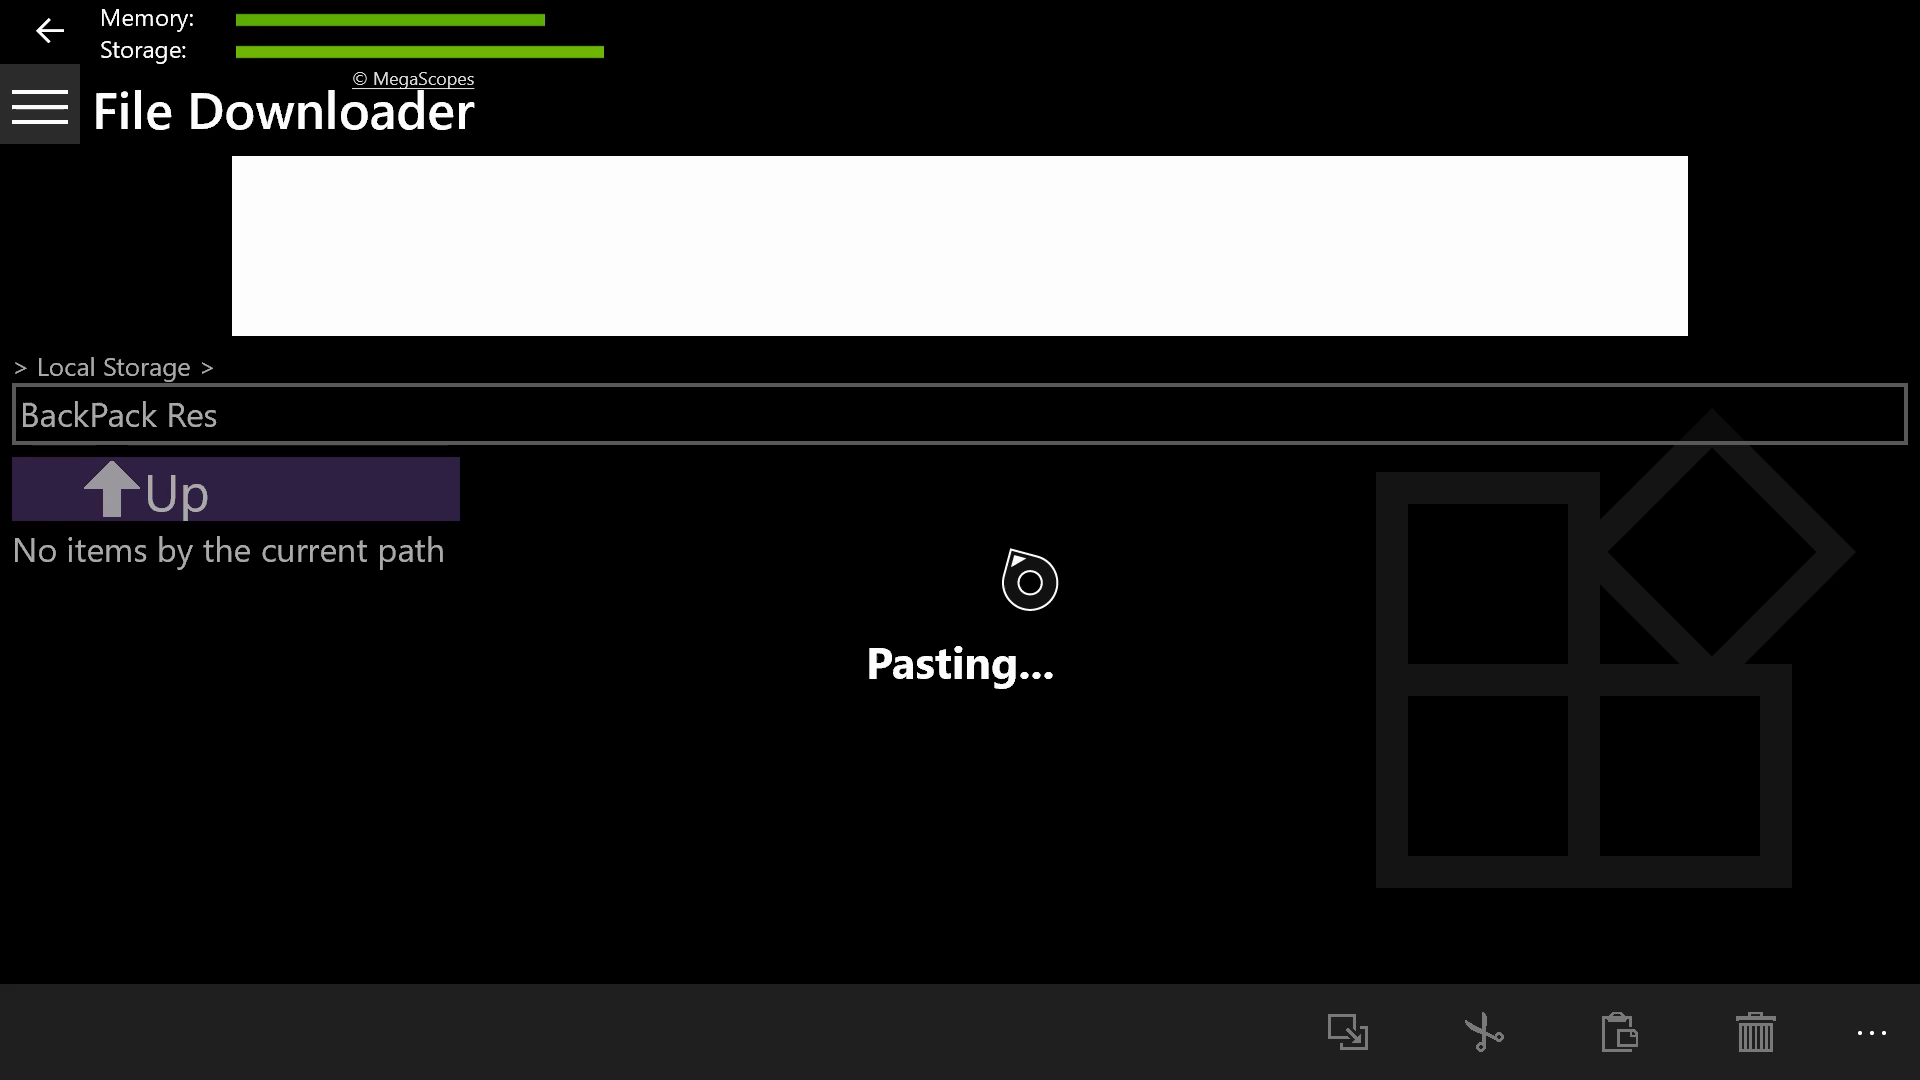 Memory:
Storage:
© MegaScopes
File Downloader
> Local Storage >
BackPack Res
Up
No items by the current path
Pasting...